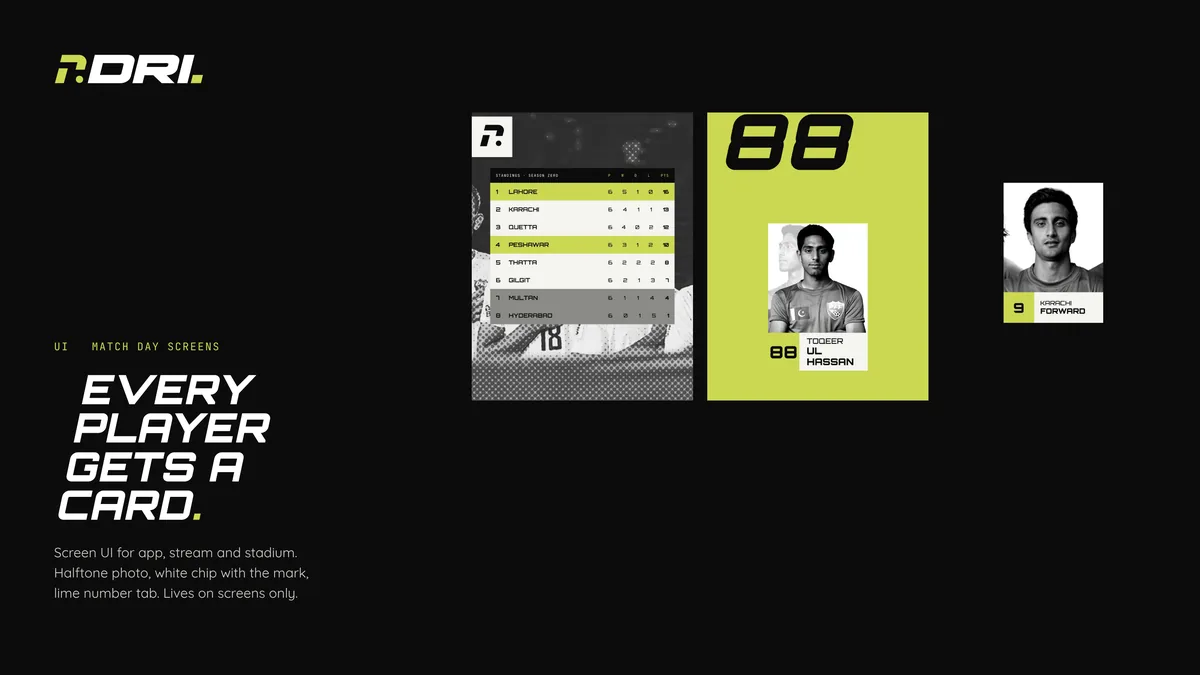 DRI.
UI MATCH DAY SCREENS
EVERY
PLAYER
GETS A
CARD.
Screen UI for app, stream and stadium.
Halftone photo, white chip with the mark,
lime number tab. Lives on screens only.
STANDINGS - SEASON ZERO P W D L PTS
1 LAHORE 6 5 1 0 16
2 KARACHI 6 4 1 1 13
3 QUETTA 6 4 0 2 12
4 PESHAWAR 6 3 1 2 10
5 THATTA 6 2 2 2 8
6 GILGIT 6 2 1 3 7
7 MULTAN 6 1 1 4 4
8 HYDERABAD 6 0 1 5 1
18
88
88
TOQEER
UL
HASSAN
9
KARACHI
FORWARD